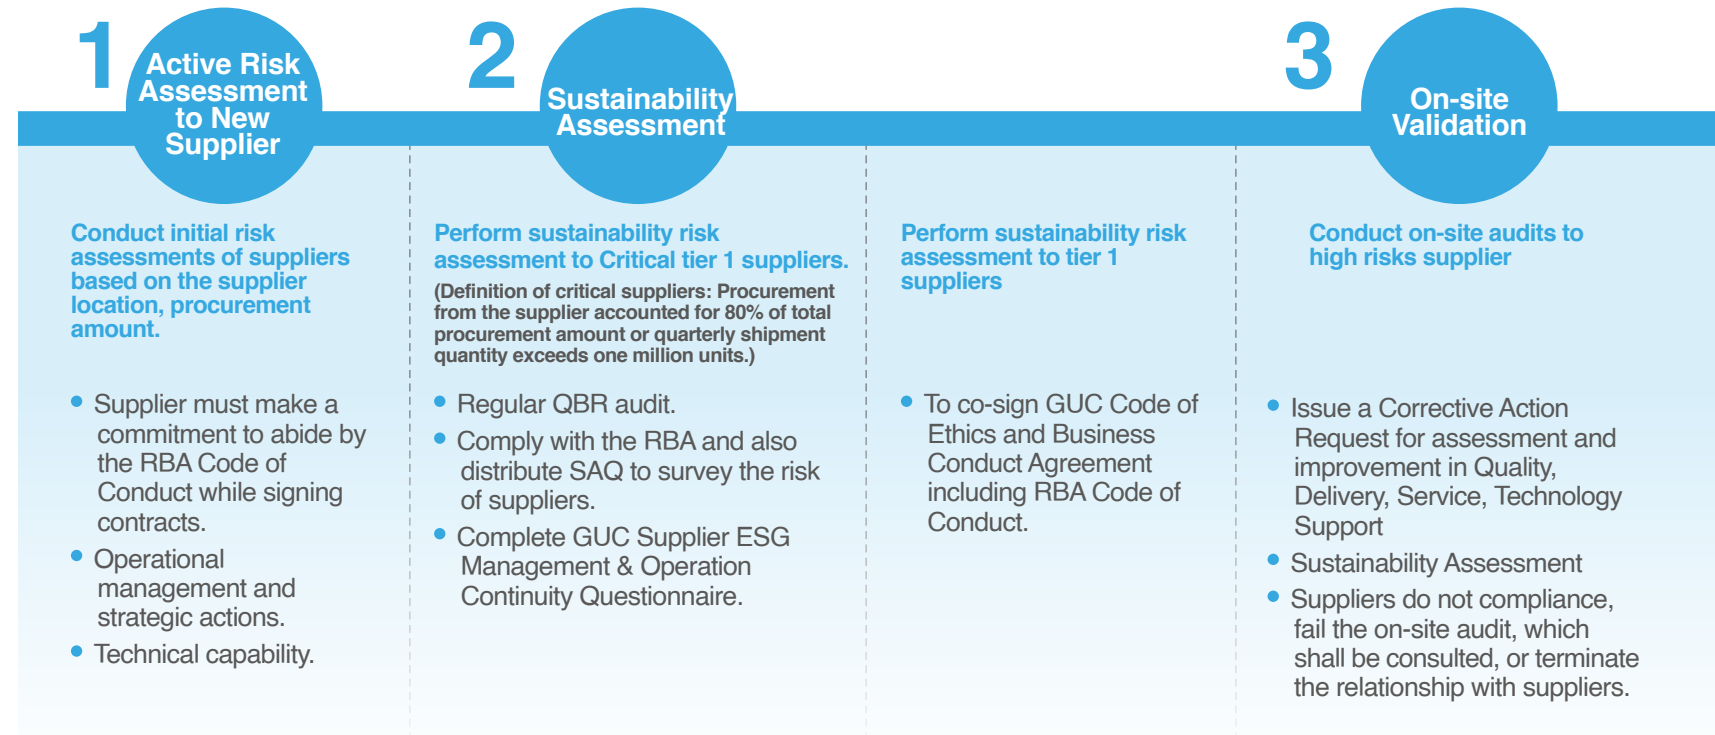 1
Active Risk
Assessment
to New
Supplier
Conduct initial risk
assessments of suppliers
based on the supplier
location, procurement
amount.
• Supplier must make a
commitment to abide by
the RBA Code of
Conduct while signing
contracts.
• Operational
management and
strategic actions.
• Technical capability.
2
Sustainability
Assessment
Perform sustainability risk
assessment to Critical tier 1 suppliers.
(Definition of critical suppliers: Procurement
from the supplier accounted for 80% of total
procurement amount or quarterly shipment
quantity exceeds one million units.)
• Regular QBR audit.
• Comply with the RBA and also
distribute SAQ to survey the risk
of suppliers.
• Complete GUC Supplier ESG
Management & Operation
Continuity Questionnaire.
Perform sustainability risk
assessment to tier 1
suppliers
• To co-sign GUC Code of
Ethics and Business
Conduct Agreement
including RBA Code of
Conduct.
3
On-site
Validation
Conduct on-site audits to
high risks supplier
• Issue a Corrective Action
Request for assessment and
improvement in Quality,
Delivery, Service, Technology
Support
• Sustainability Assessment
• Suppliers do not compliance,
fail the on-site audit, which
shall be consulted, or terminate
the relationship with suppliers.